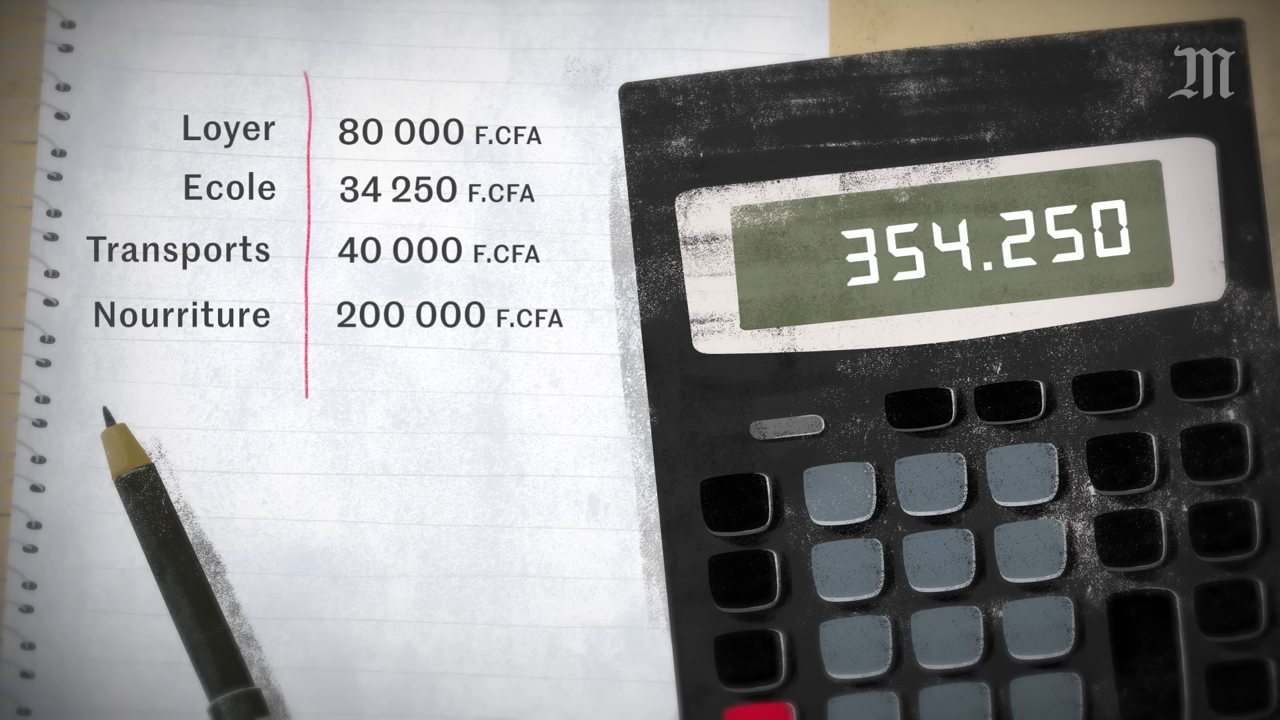 M
Loyer 80 000 F.CFA
Ecole 34 250 F.CFA
Transports 40 000 F.CFA
Nourriture 200 000 F.CFA
354.250